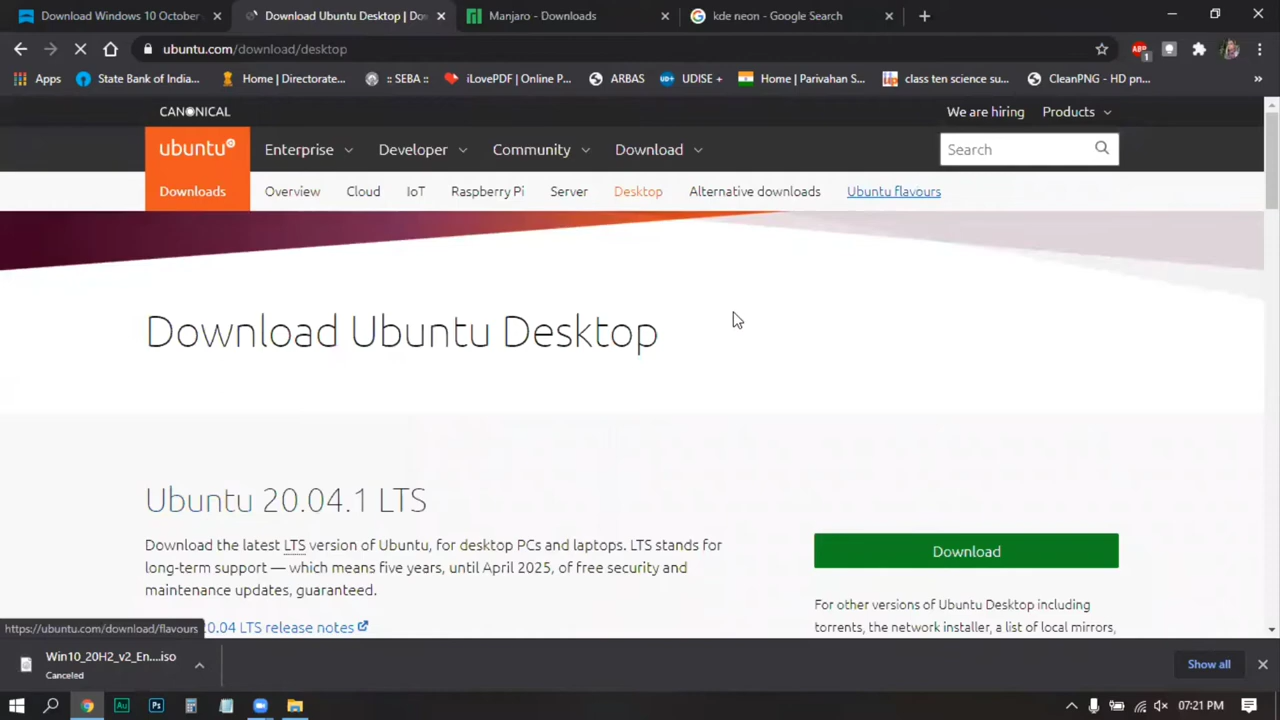 Download Windows 10 October
Download Ubuntu Desktop | Do
Manjaro - Downloads
kde neon - Google Search
ubuntu.com/download/desktop
ABP
1
Apps
State Bank of India...
Home | Directorate...
:: SEBA ::
iLovePDF | Online P...
ARBAS
UDISE +
Home | Parivahan S...
class ten science su...
CleanPNG - HD pn...
»
CANONICAL
We are hiring
Products
ubuntu
Enterprise
Developer
Community
Download
Search
Downloads
Overview
Cloud
IoT
Raspberry Pi
Server
Desktop
Alternative downloads
Ubuntu flavours
Download Ubuntu Desktop
Ubuntu 20.04.1 LTS
Download the latest LTS version of Ubuntu, for desktop PCs and laptops. LTS stands for
long-term support — which means five years, until April 2025, of free security and
maintenance updates, guaranteed.
Download
For other versions of Ubuntu Desktop including
torrents, the network installer, a list of local mirrors,
https://ubuntu.com/download/flavours
20.04 LTS release notes
Win10_20H2_v2_En....iso
Canceled
Show all
Au
Ps
07:21 PM